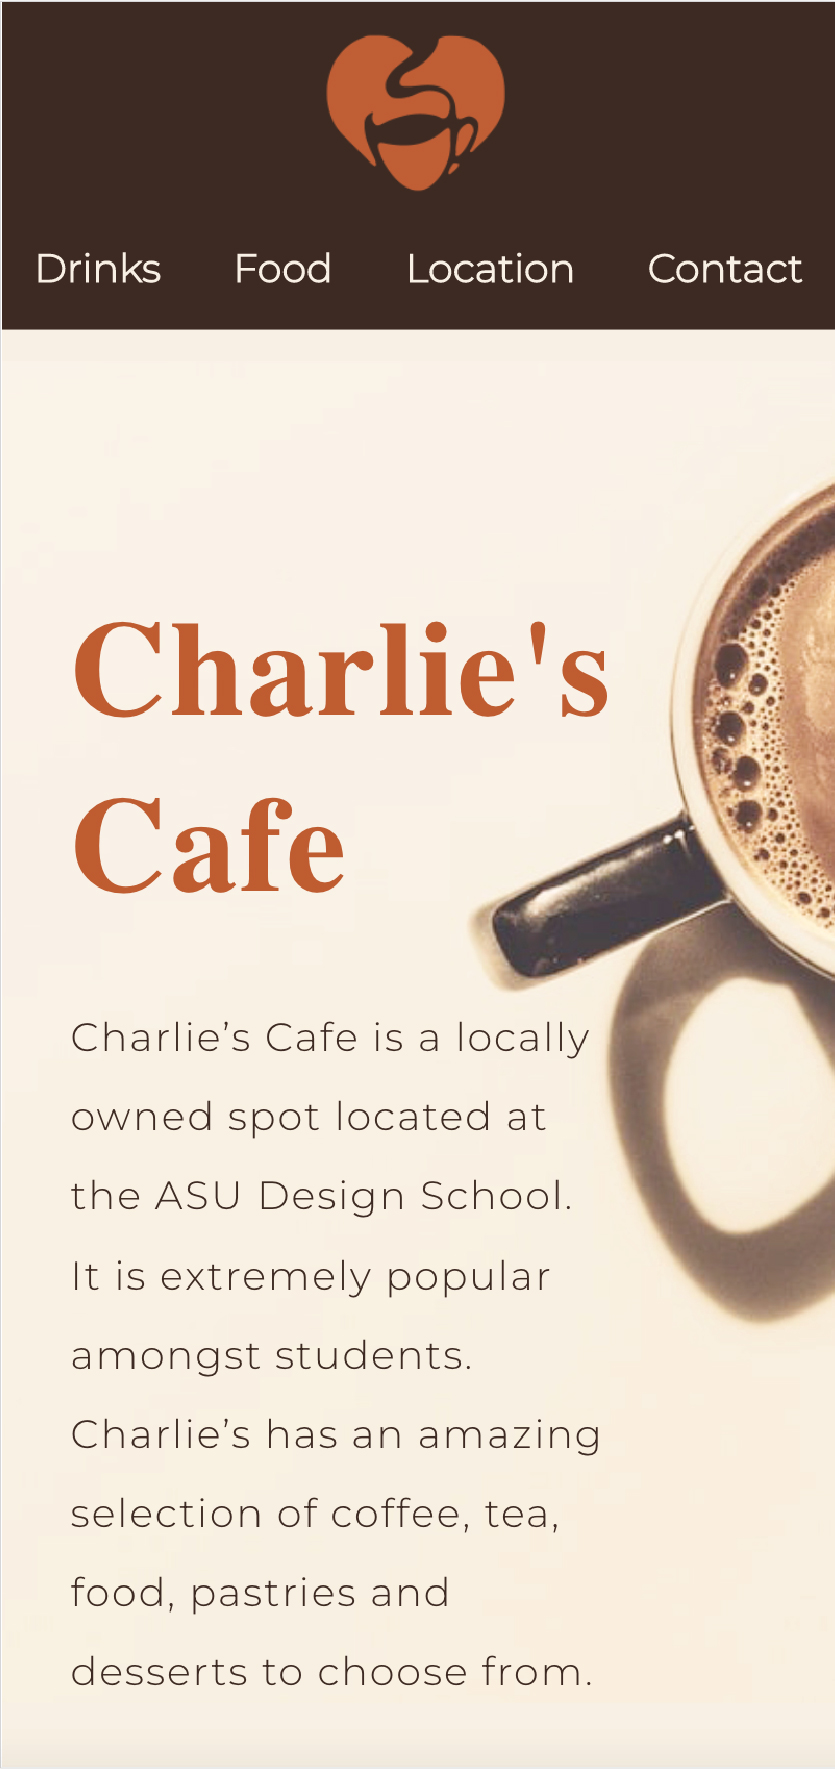 Drinks Food Location Contact
Charlie's
Cafe
Charlie’s Cafe is a locally
owned spot located at
the ASU Design School.
It is extremely popular
amongst students.
Charlie’s has an amazing
selection of coffee, tea,
food, pastries and
desserts to choose from.